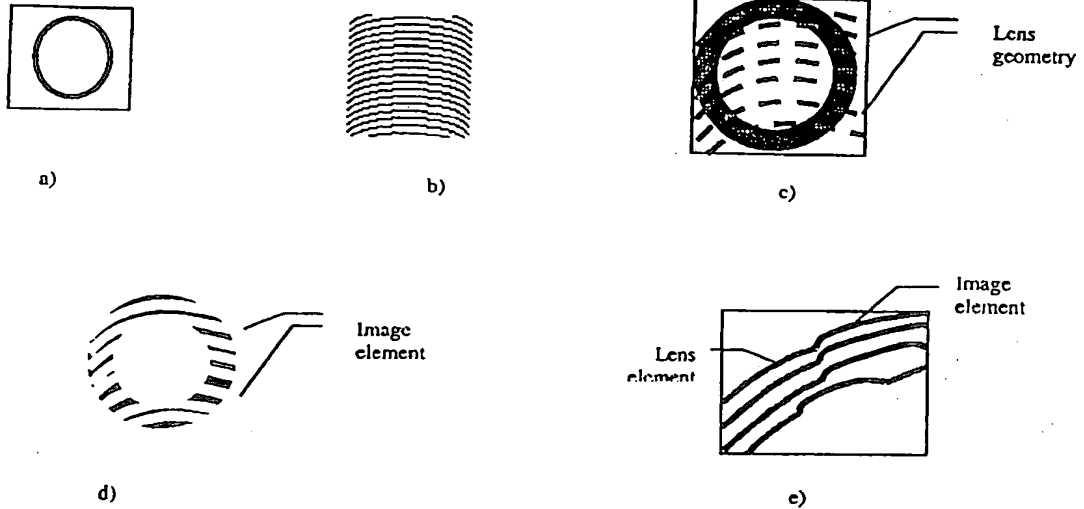 Lens
geometry
a)
b)
c)
Image
element
Image
element
Lens
element
d)
e)